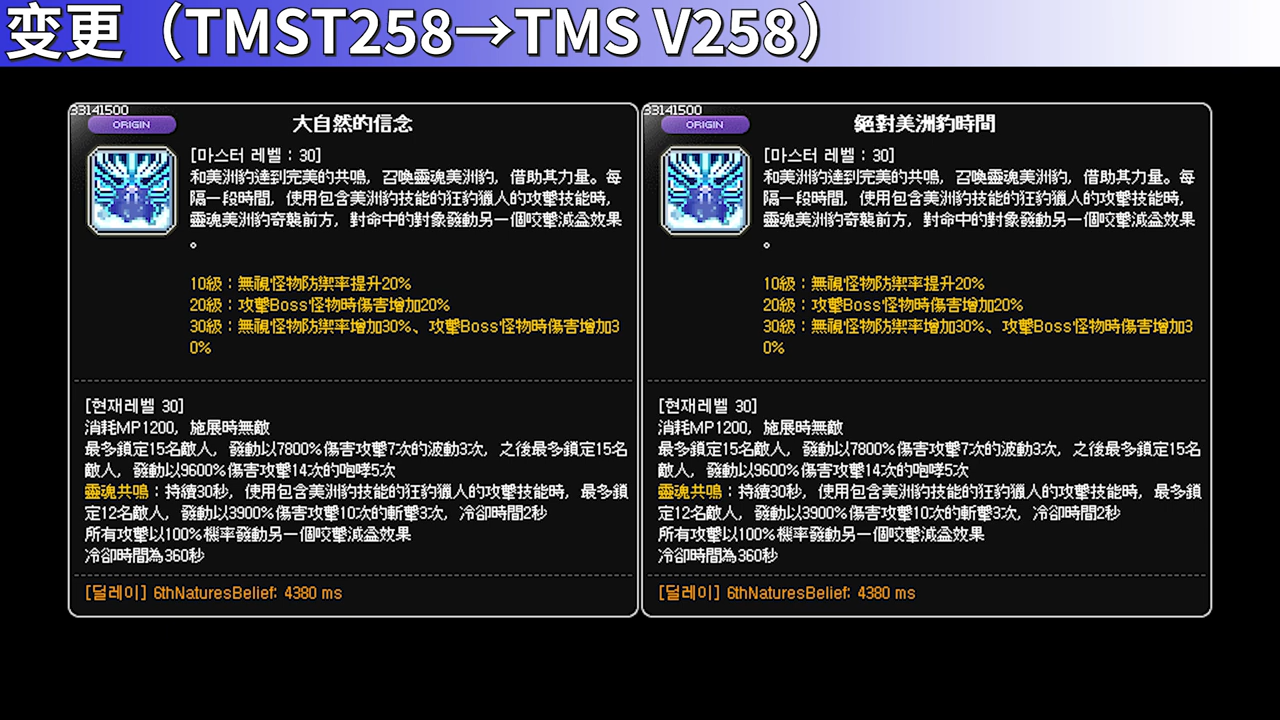 变更（TMST258→TMS V258）
33141500
ORIGIN
大自然的信念
[마스터 레벨 : 30]
和美洲豹達到完美的共鳴，召喚靈魂美洲豹，借助其力量。每
隔一段時間，使用包含美洲豹技能的狂豹獵人的攻擊技能時，
靈魂美洲豹奇襲前方，對命中的對象發動另一個咬擊減益效果
。
10級：無視怪物防禦率提升20%
20級：攻擊Boss怪物時傷害增加20%
30級：無視怪物防禦率增加30%、攻擊Boss怪物時傷害增加3
0%
[현재레벨 30]
消耗MP1200，施展時無敵
最多鎖定15名敵人，發動以7800%傷害攻擊7次的波動3次，之後最多鎖定15名
敵人，發動以9600%傷害攻擊14次的咆哮5次
靈魂共鳴：持續30秒，使用包含美洲豹技能的狂豹獵人的攻擊技能時，最多鎖
定12名敵人，發動以3900%傷害攻擊10次的斬擊3次，冷卻時間2秒
所有攻擊以100%機率發動另一個咬擊減益效果
冷卻時間為360秒
[딜레이] 6thNaturesBelief: 4380 ms
33141500
ORIGIN
絕對美洲豹時間
[마스터 레벨 : 30]
和美洲豹達到完美的共鳴，召喚靈魂美洲豹，借助其力量。每
隔一段時間，使用包含美洲豹技能的狂豹獵人的攻擊技能時，
靈魂美洲豹奇襲前方，對命中的對象發動另一個咬擊減益效果
。
10級：無視怪物防禦率提升20%
20級：攻擊Boss怪物時傷害增加20%
30級：無視怪物防禦率增加30%、攻擊Boss怪物時傷害增加3
0%
[현재레벨 30]
消耗MP1200，施展時無敵
最多鎖定15名敵人，發動以7800%傷害攻擊7次的波動3次，之後最多鎖定15名
敵人，發動以9600%傷害攻擊14次的咆哮5次
靈魂共鳴：持續30秒，使用包含美洲豹技能的狂豹獵人的攻擊技能時，最多鎖
定12名敵人，發動以3900%傷害攻擊10次的斬擊3次，冷卻時間2秒
所有攻擊以100%機率發動另一個咬擊減益效果
冷卻時間為360秒
[딜레이] 6thNaturesBelief: 4380 ms